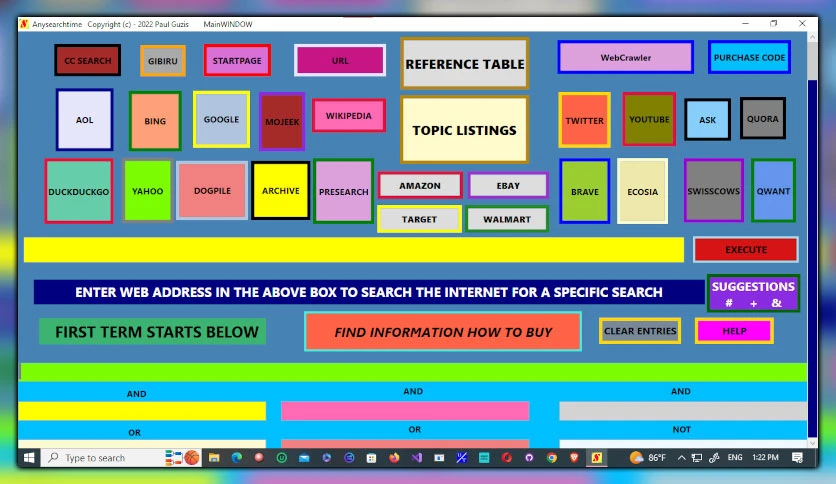 Anysearchtime Copyright (c) - 2022 Paul Guzis MainWINDOW
CC SEARCH GIBIRU STARTPAGE URL REFERENCE TABLE WebCrawler PURCHASE CODE
AOL BING GOOGLE MOJEEK WIKIPEDIA TOPIC LISTINGS TWITTER YOUTUBE ASK QUORA
DUCKDUCKGO YAHOO DOGPILE ARCHIVE PRESEARCH AMAZON EBAY BRAVE ECOSIA SWISSCOWS QWANT
TARGET WALMART
EXECUTE
ENTER WEB ADDRESS IN THE ABOVE BOX TO SEARCH THE INTERNET FOR A SPECIFIC SEARCH SUGGESTIONS
# + &
FIRST TERM STARTS BELOW FIND INFORMATION HOW TO BUY CLEAR ENTRIES HELP
AND AND AND
OR OR NOT
Type to search 86°F ENG 1:22 PM